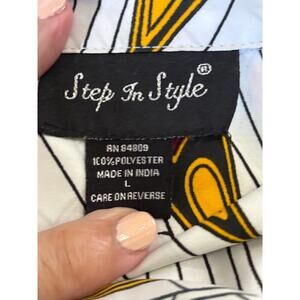 Step In Style®
RN 84809
100% POLYESTER
MADE IN INDIA
L
CARE ON REVERSE